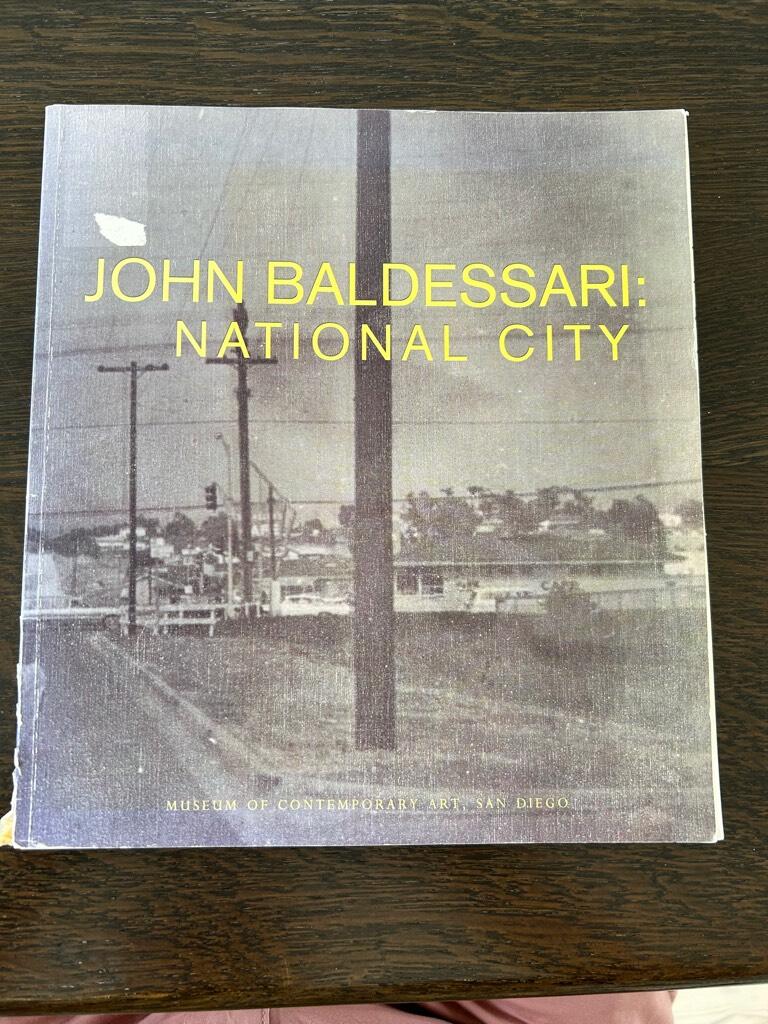 JOHN BALDESSARI:
NATIONAL CITY
MUSEUM OF CONTEMPORARY ART, SAN DIEGO